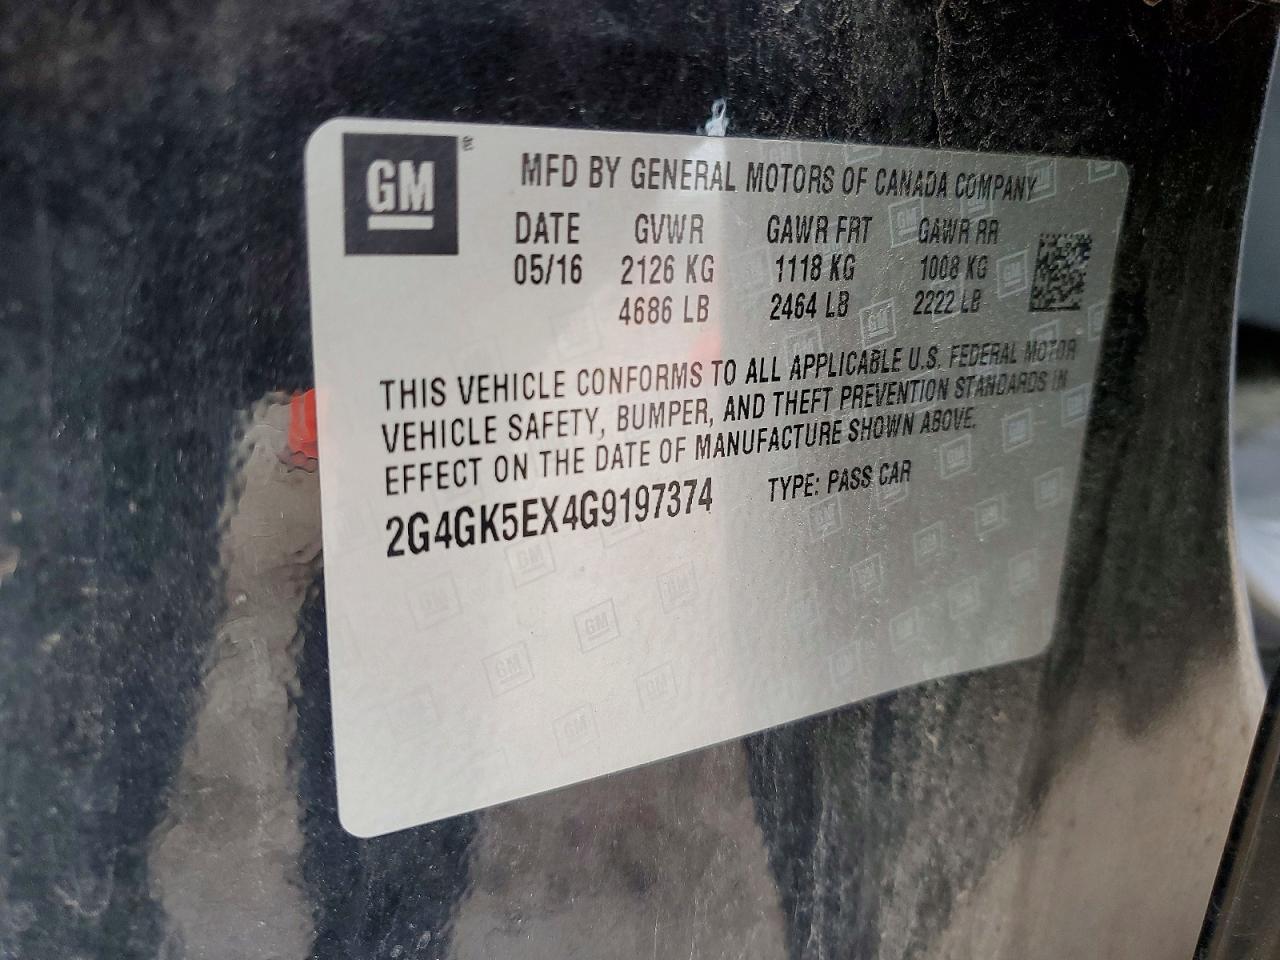 GM
MFD BY GENERAL MOTORS OF CANADA COMPANY
DATE GVWR GAWR FRT GAWR RR
05/16 2126 KG 1118 KG 1008 KG
4686 LB 2464 LB 2222 LB
THIS VEHICLE CONFORMS TO ALL APPLICABLE U.S. FEDERAL MOTOR
VEHICLE SAFETY, BUMPER, AND THEFT PREVENTION STANDARDS IN
EFFECT ON THE DATE OF MANUFACTURE SHOWN ABOVE.
2G4GK5EX4G9197374 TYPE: PASS CAR